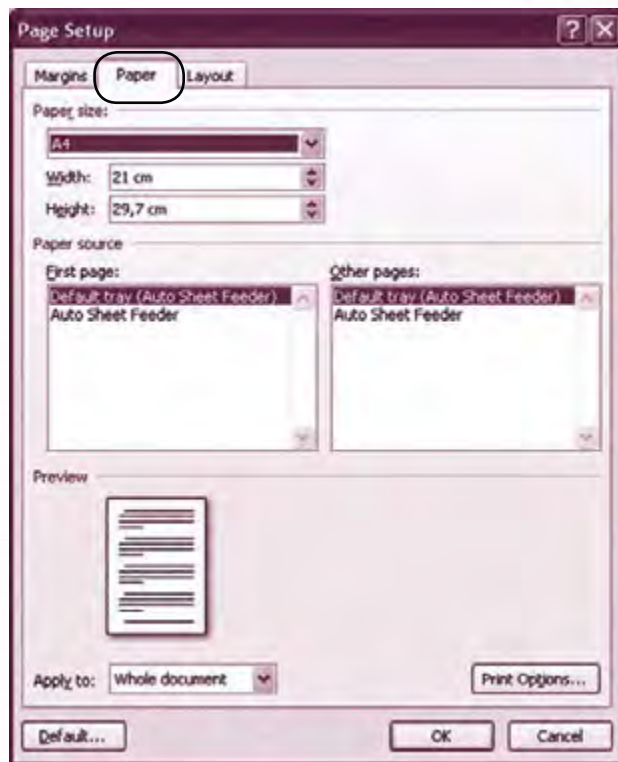 Page Setup
Margins Paper Layout
Paper size:
A4
Width: 21 cm
Height: 29,7 cm
Paper source
First page: Other pages:
Default tray (Auto Sheet Feeder) Default tray (Auto Sheet Feeder)
Auto Sheet Feeder Auto Sheet Feeder
Preview
Apply to: Whole document Print Options...
Default... OK Cancel